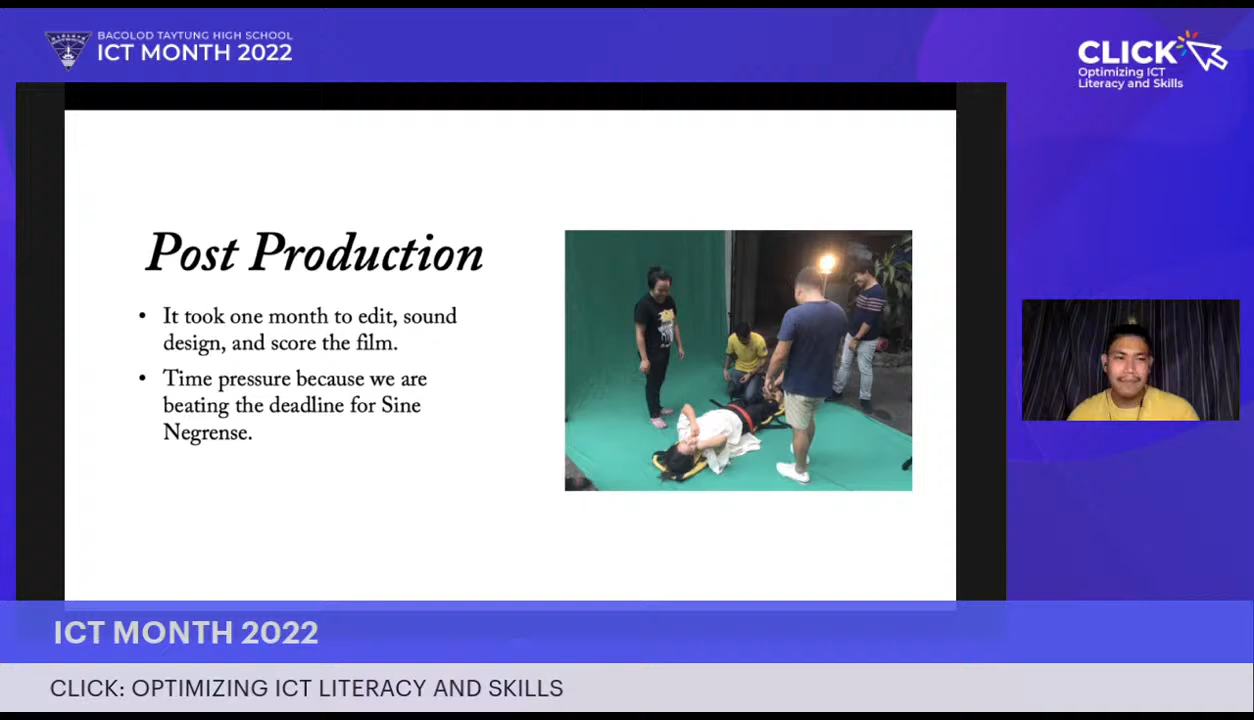 BACOLOD TAYTUNG HIGH SCHOOL
ICT MONTH 2022
CLICK
Optimizing ICT
Literacy and Skills
Post Production
• It took one month to edit, sound
design, and score the film.
• Time pressure because we are
beating the deadline for Sine
Negrense.
ICT MONTH 2022
CLICK: OPTIMIZING ICT LITERACY AND SKILLS